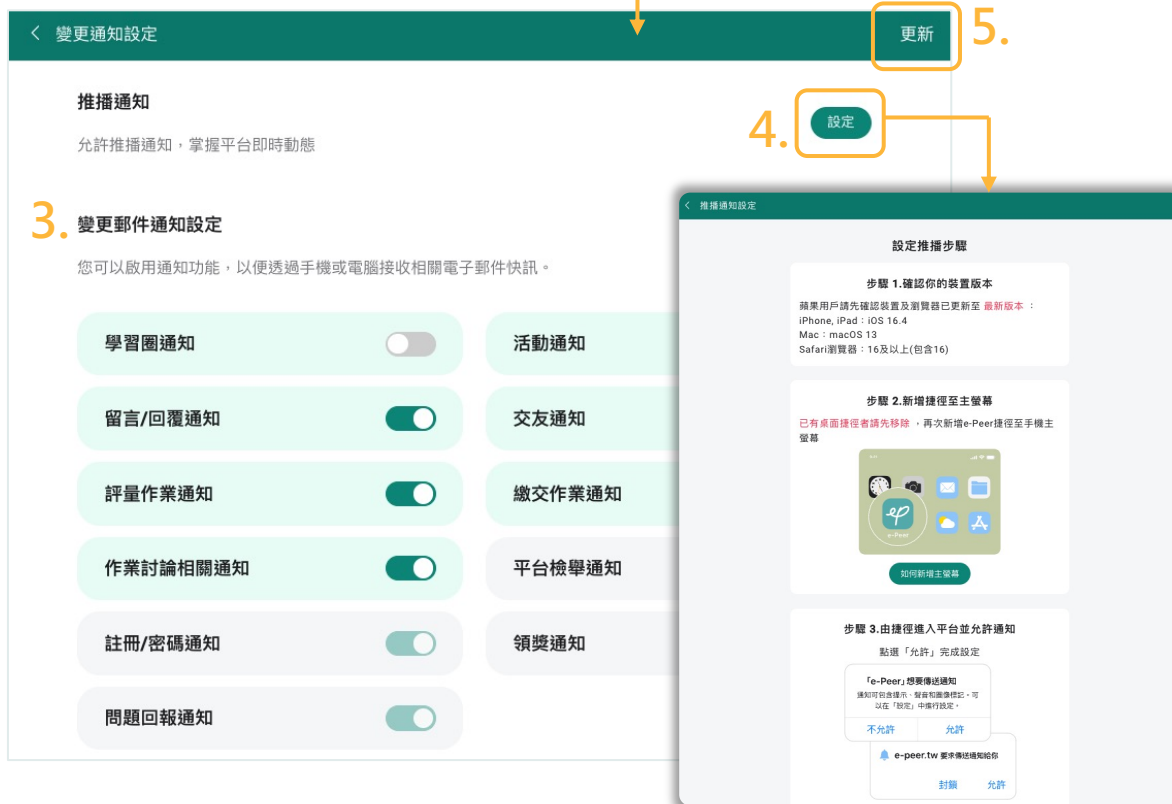 變更通知設定
更新
5.
推播通知
允許推播通知，掌握平台即時動態
4.
設定
3.
變更郵件通知設定
您可以啟用通知功能，以便透過手機或電腦接收相關電子郵件快訊。
學習圈通知
活動通知
留言/回覆通知
交友通知
評量作業通知
繳交作業通知
作業討論相關通知
平台檢舉通知
註冊/密碼通知
領獎通知
問題回報通知
推播通知設定
設定推播步驟
步驟 1.確認你的裝置版本
蘋果用戶請先確認裝置及瀏覽器已更新至 最新版本 ：
iPhone, iPad：iOS 16.4
Mac：macOS 13
Safari瀏覽器：16及以上(包含16)
步驟 2.新增捷徑至主螢幕
已有桌面捷徑者請先移除 ，再次新增e-Peer捷徑至手機主
螢幕
ep
e-Peer
如何新增主螢幕
步驟 3.由捷徑進入平台並允許通知
點選「允許」完成設定
「e-Peer」想要傳送通知
通知可包含提示、聲音和圖像標記。可
以在「設定」中進行設定。
不允許
允許
e-peer.tw 要求傳送通知給你
封鎖
允許